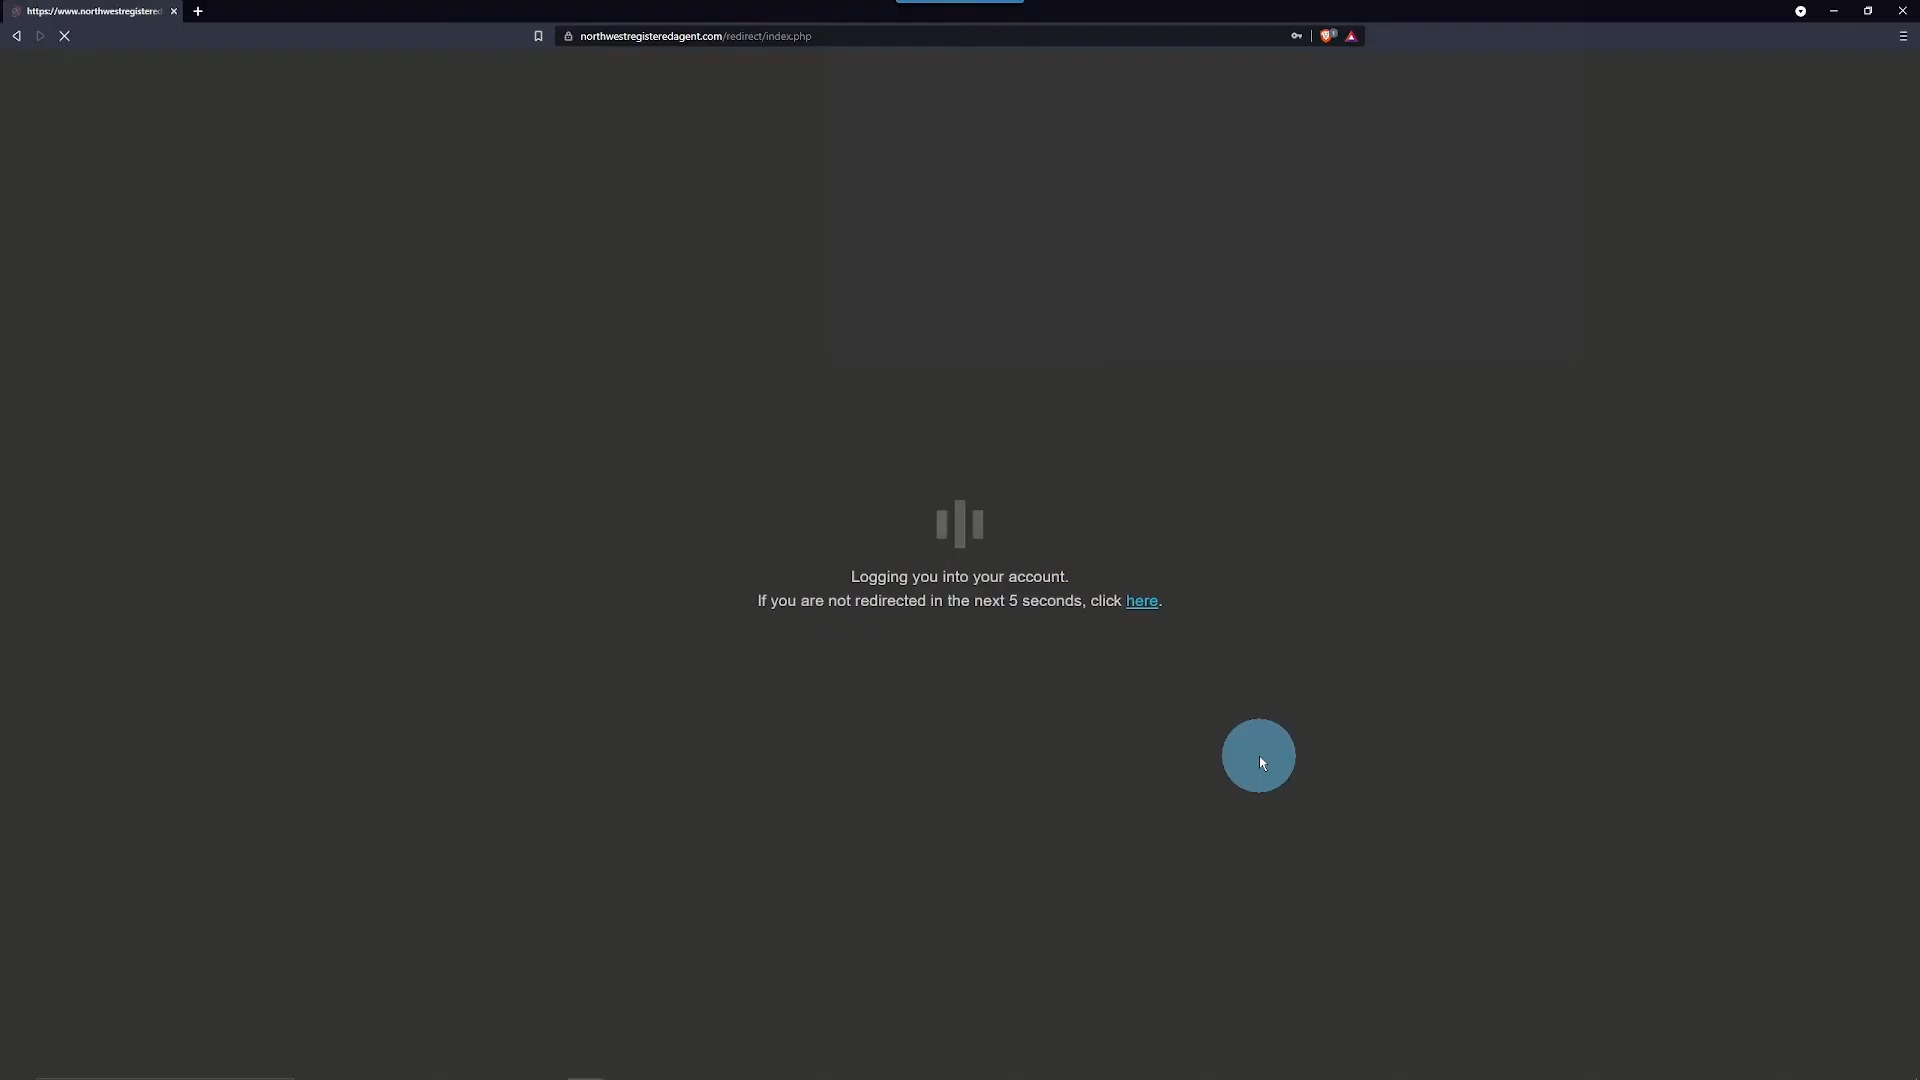 https://www.northwestregistered
northwestregisteredagent.com/redirect/index.php
Logging you into your account.
If you are not redirected in the next 5 seconds, click here.